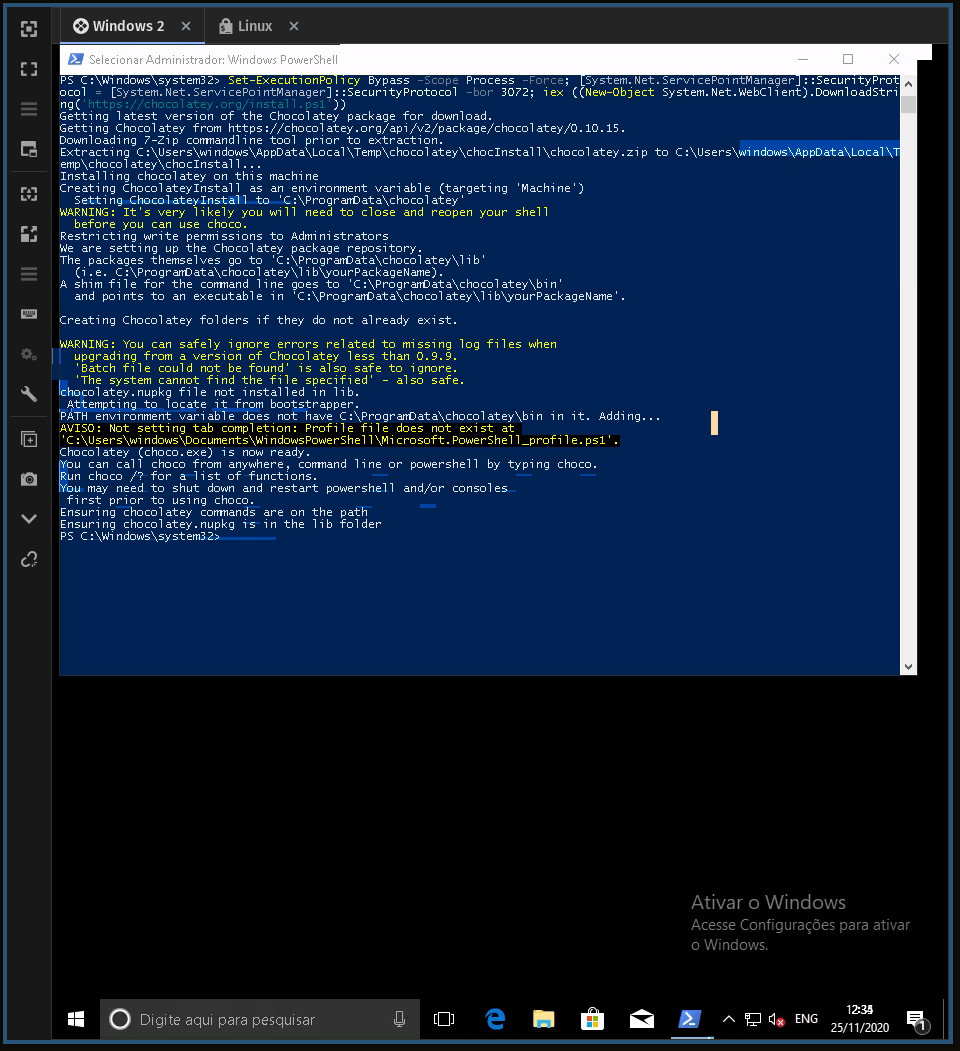 Windows 2
Linux
Selecionar Administrador: Windows PowerShell
PS C:\Windows\system32> Set-ExecutionPolicy Bypass -Scope Process -Force; [System.Net.ServicePointManager]::SecurityProt
ocol = [System.Net.ServicePointManager]::SecurityProtocol -bor 3072; iex ((New-Object System.Net.WebClient).DownloadStri
ng('https://chocolatey.org/install.ps1'))
Getting latest version of the Chocolatey package for download.
Getting Chocolatey from https://chocolatey.org/api/v2/package/chocolatey/0.10.15.
Downloading 7-Zip commandline tool prior to extraction.
Extracting C:\Users\windows\AppData\Local\Temp\chocolatey\chocInstall\chocolatey.zip to C:\Users\windows\AppData\Local\T
emp\chocolatey\chocInstall...
Installing chocolatey on this machine
Creating ChocolateyInstall as an environment variable (targeting 'Machine')
Setting ChocolateyInstall to 'C:\ProgramData\chocolatey'
WARNING: It's very likely you will need to close and reopen your shell
before you can use choco.
Restricting write permissions to Administrators
We are setting up the Chocolatey package repository.
The packages themselves go to 'C:\ProgramData\chocolatey\lib'
(i.e. C:\ProgramData\chocolatey\lib\yourPackageName).
A shim file for the command line goes to 'C:\ProgramData\chocolatey\bin'
and points to an executable in 'C:\ProgramData\chocolatey\lib\yourPackageName'.
Creating Chocolatey folders if they do not already exist.
WARNING: You can safely ignore errors related to missing log files when
upgrading from a version of Chocolatey less than 0.9.9.
'Batch file could not be found' is also safe to ignore.
'The system cannot find the file specified' - also safe.
chocolatey.nupkg file not installed in lib.
Attempting to locate it from bootstrapper.
PATH environment variable does not have C:\ProgramData\chocolatey\bin in it. Adding...
AVISO: Not setting tab completion: Profile file does not exist at
'C:\Users\windows\Documents\WindowsPowerShell\Microsoft.PowerShell_profile.ps1'.
Chocolatey (choco.exe) is now ready.
You can call choco from anywhere, command line or powershell by typing choco.
Run choco /? for a list of functions.
You may need to shut down and restart powershell and/or consoles
first prior to using choco.
Ensuring chocolatey commands are on the path
Ensuring chocolatey.nupkg is in the lib folder
PS C:\Windows\system32>
Ativar o Windows
Acesse Configurações para ativar
o Windows.
Digite aqui para pesquisar
ENG
25/11/2020
1